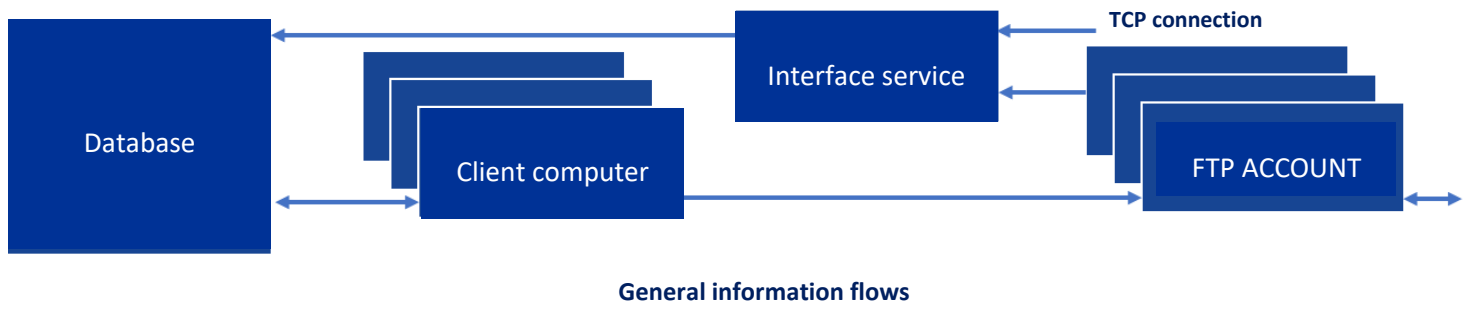 TCP connection
Interface service
Database
Client computer
FTP ACCOUNT
General information flows